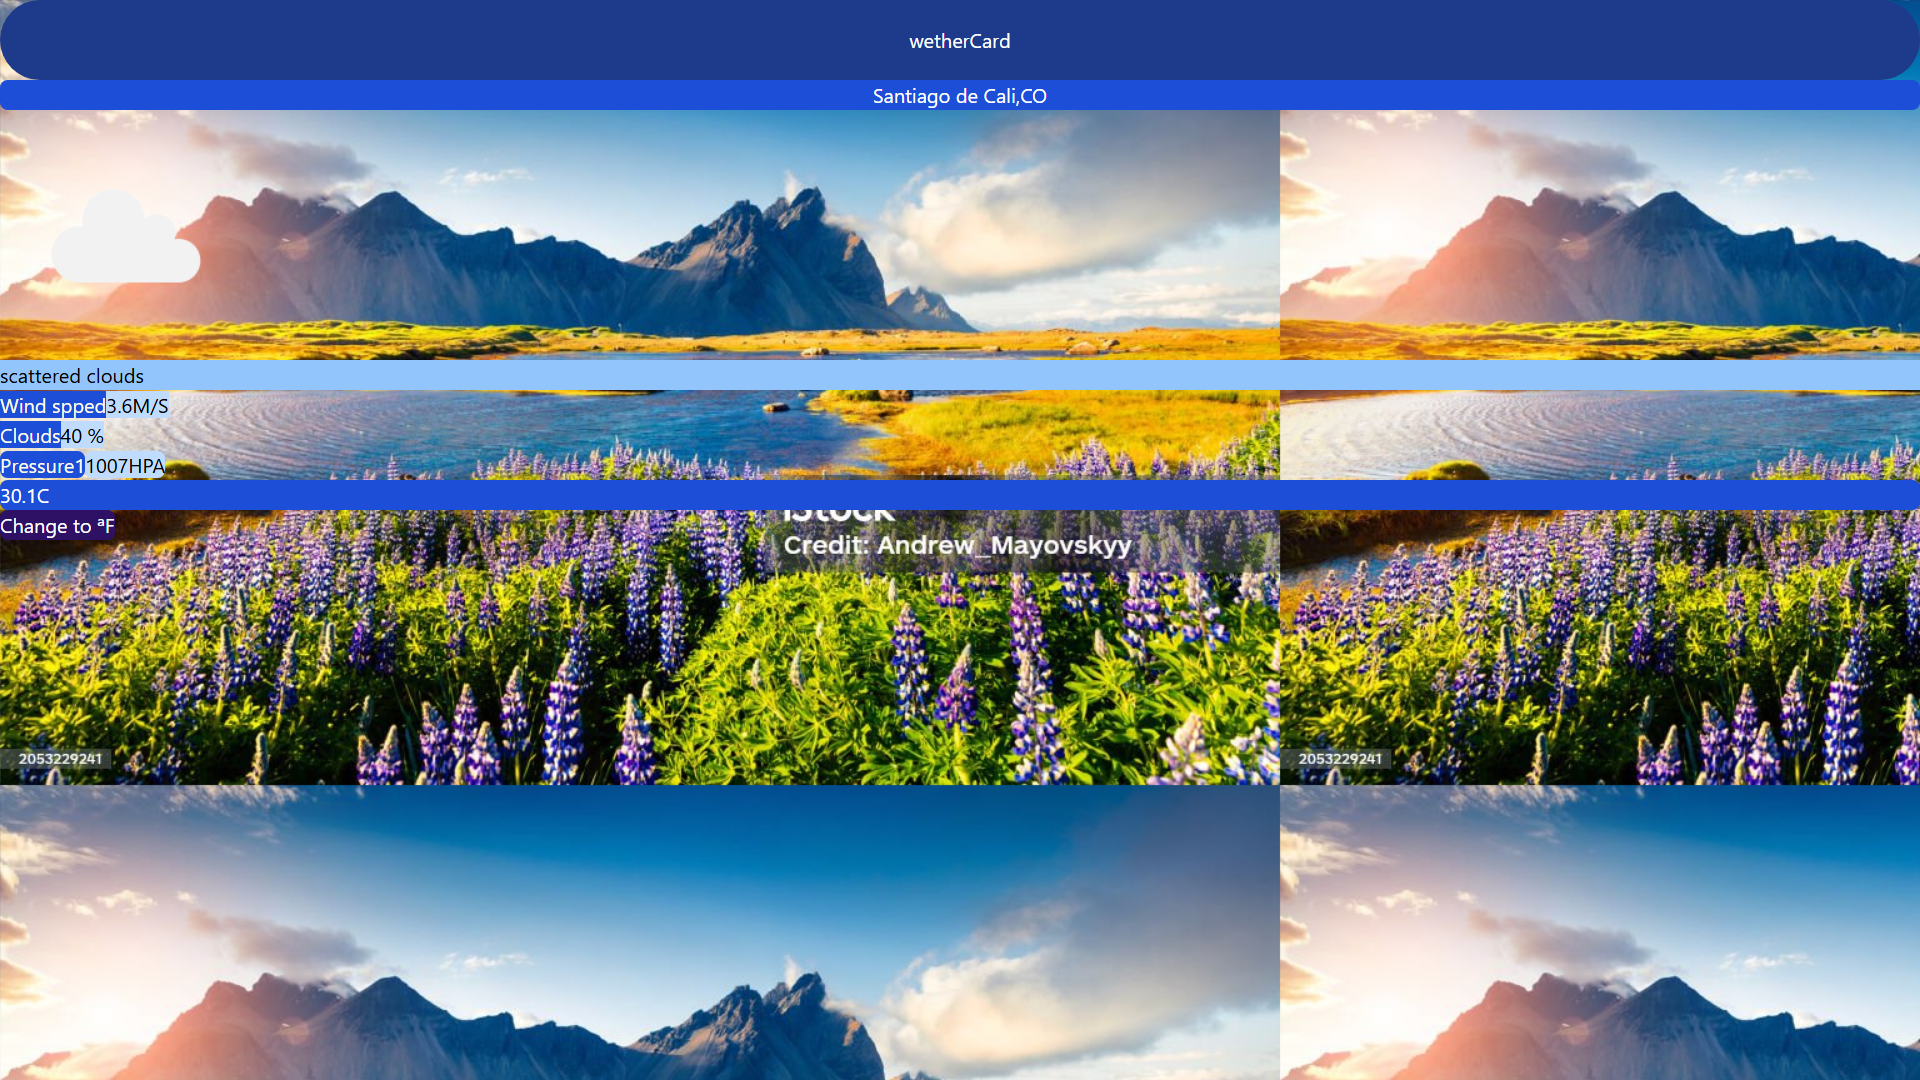 wetherCard
Santiago de Cali,CO
scattered clouds
Wind spped3.6M/S
Clouds40 %
Pressure11007HPA
30.1C
Change to ªF
iStock
Credit: Andrew_Mayovskyy
2053229241
2053229241